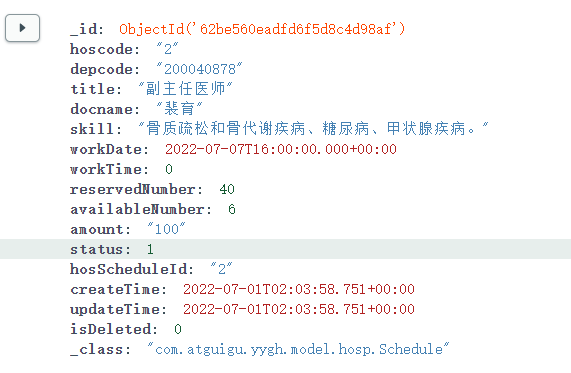 _id: ObjectId('62be560eadfd6f5d8c4d98af')
hoscode: "2"
depcode: "200040878"
title: "副主任医师"
docname: "裴育"
skill: "骨质疏松和骨代谢疾病、糖尿病、甲状腺疾病。"
workDate: 2022-07-07T16:00:00.000+00:00
workTime: 0
reservedNumber: 40
availableNumber: 6
amount: "100"
status: 1
hosScheduleId: "2"
createTime: 2022-07-01T02:03:58.751+00:00
updateTime: 2022-07-01T02:03:58.751+00:00
isDeleted: 0
_class: "com.atguigu.yygh.model.hosp.Schedule"